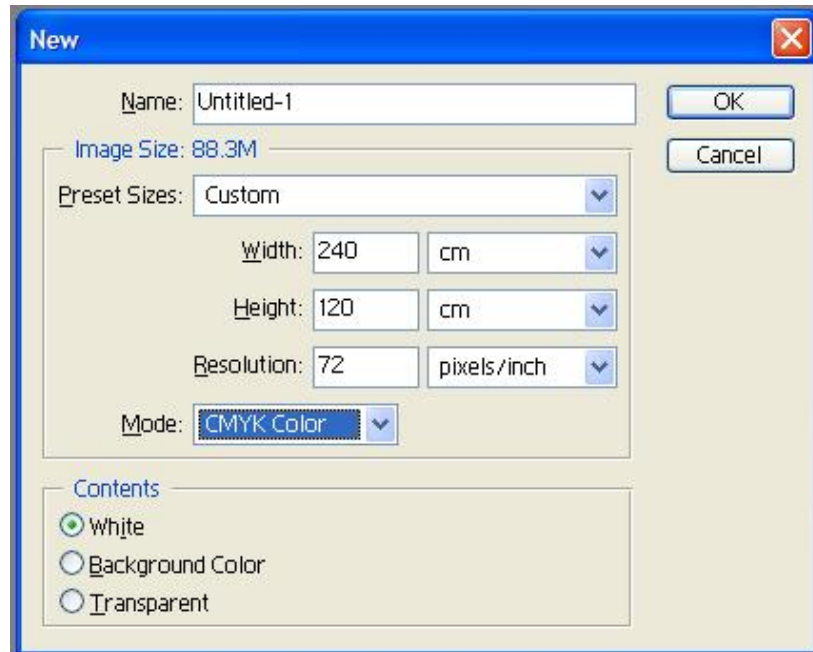 New
Name: Untitled-1
OK
Image Size: 88.3M
Cancel
Preset Sizes: Custom
Width: 240 cm
Height: 120 cm
Resolution: 72 pixels/inch
Mode: CMYK Color
Contents
White
Background Color
Transparent